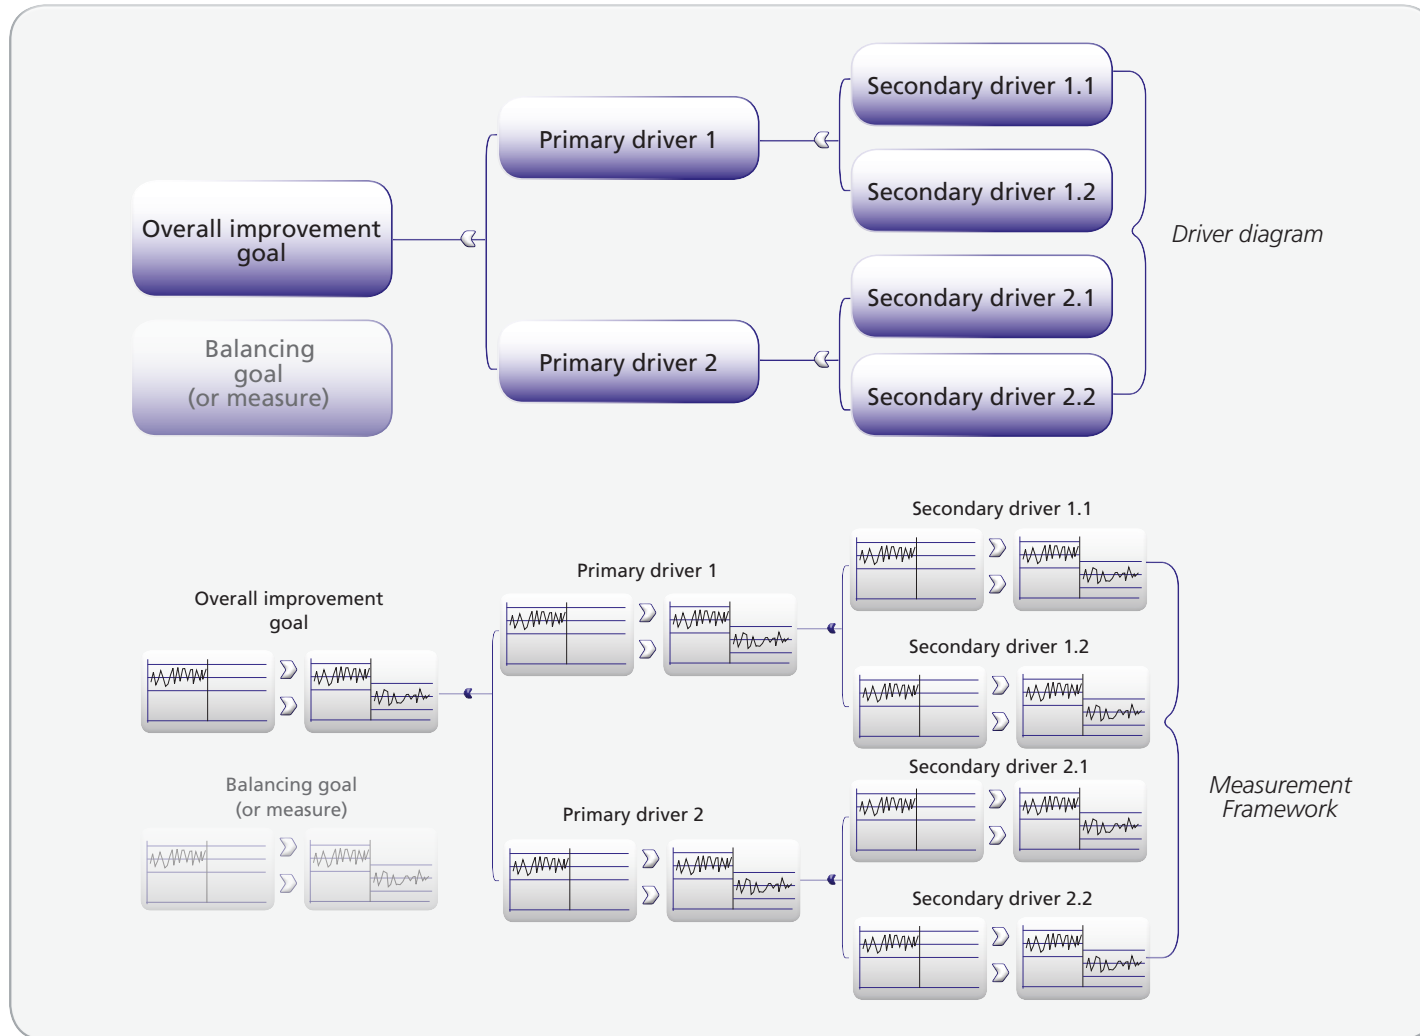 Secondary driver 1.1
Primary driver 1
Secondary driver 1.2
Overall improvement
goal
Driver diagram
Secondary driver 2.1
Balancing
goal
(or measure)
Primary driver 2
Secondary driver 2.2
Secondary driver 1.1
Primary driver 1
Overall improvement
goal
Secondary driver 1.2
Secondary driver 2.1
Balancing goal
(or measure)
Measurement
Framework
Primary driver 2
Secondary driver 2.2